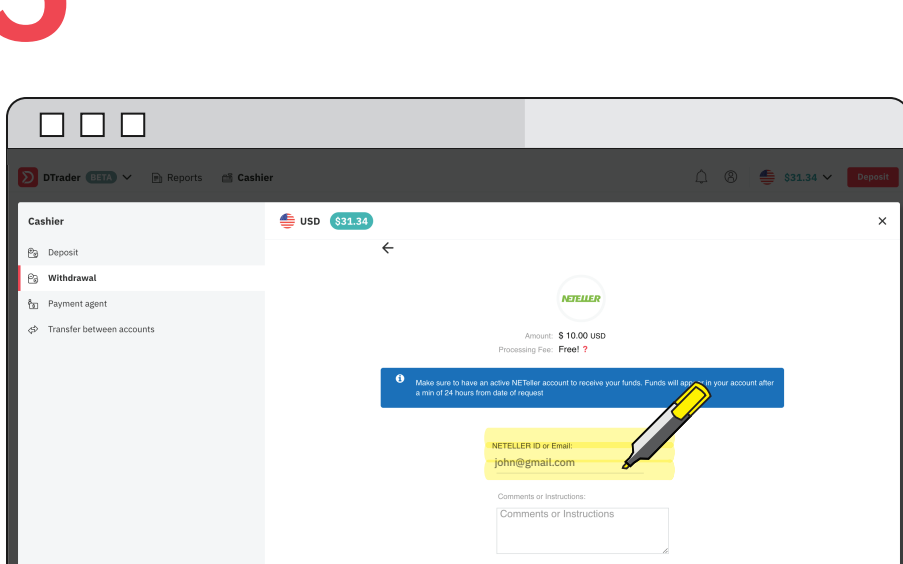 DTrader BETA Reports Cashier $31.34 Deposit
Cashier
USD $31.34
Deposit
Withdrawal
Payment agent
Transfer between accounts
NETELLER
Amount: $ 10.00 USD
Processing Fee: Free! ?
Make sure to have an active NETeller account to receive your funds. Funds will appear in your account after
a min of 24 hours from date of request
NETELLER ID or Email:
john@gmail.com
Comments or Instructions:
Comments or Instructions